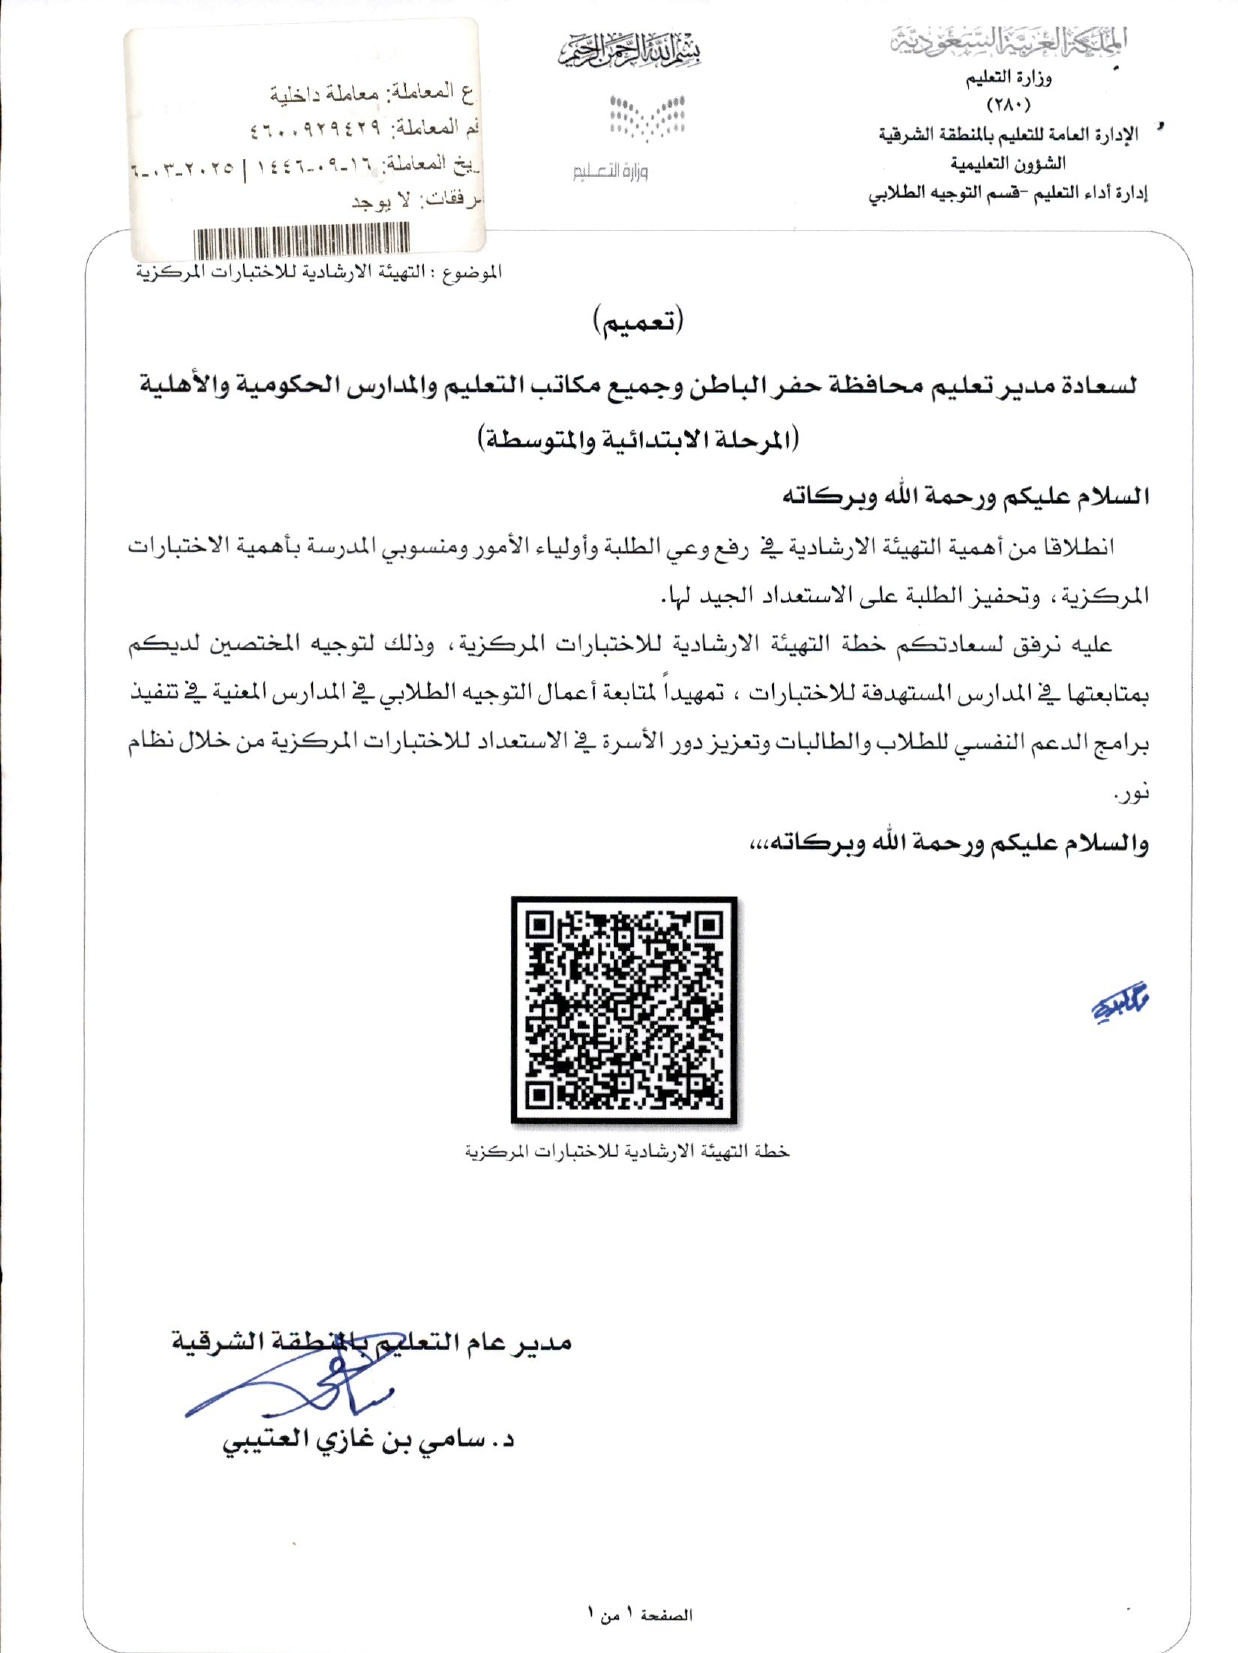 المملكة العربية السعودية
وزارة التعليم
(٢٨٠)
الإدارة العامة للتعليم بالمنطقة الشرقية
الشؤون التعليمية
إدارة أداء التعليم -قسم التوجيه الطلابي
بسم الله الرحمن الرحيم
وزارة التعليم
ع المعاملة: معاملة داخلية
قم المعاملة: ٤٦٠٠٩٢٩٤٢٩
يخ المعاملة: ١٦-٠٩-١٤٤٦ | ٢٠٢٥-٠٣-٦
رفقات: لا يوجد
الموضوع : التهيئة الارشادية للاختبارات المركزية
(تعميم)
لسعادة مدير تعليم محافظة حفر الباطن وجميع مكاتب التعليم والمدارس الحكومية والأهلية
(المرحلة الابتدائية والمتوسطة)
السلام عليكم ورحمة الله وبركاته
انطلاقا من أهمية التهيئة الارشادية في رفع وعي الطلبة وأولياء الأمور ومنسوبي المدرسة بأهمية الاختبارات
المركزية، وتحفيز الطلبة على الاستعداد الجيد لها.
عليه نرفق لسعادتكم خطة التهيئة الارشادية للاختبارات المركزية، وذلك لتوجيه المختصين لديكم
بمتابعتها في المدارس المستهدفة للاختبارات ، تمهيداً لمتابعة أعمال التوجيه الطلابي في المدارس المعنية في تنفيذ
برامج الدعم النفسي للطلاب والطالبات وتعزيز دور الأسرة في الاستعداد للاختبارات المركزية من خلال نظام
نور.
والسلام عليكم ورحمة الله وبركاته،،،
خطة التهيئة الارشادية للاختبارات المركزية
مدير عام التعليم بالمنطقة الشرقية
د. سامي بن غازي العتيبي
الصفحة ١ من ١